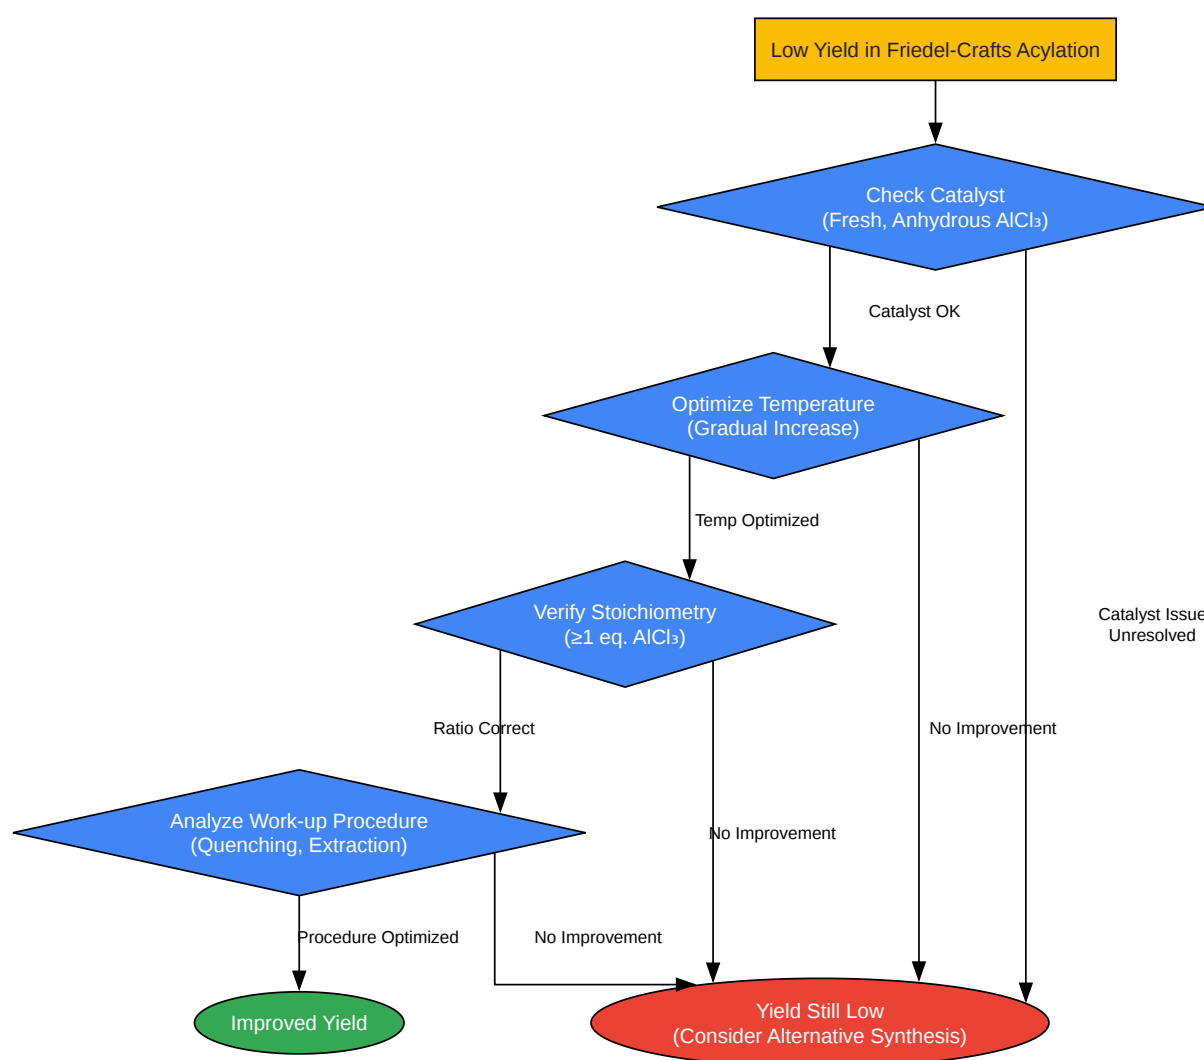 Low Yield in Friedel-Crafts Acylation
Check Catalyst
(Fresh, Anhydrous AlCl₃)
Catalyst OK
Optimize Temperature
(Gradual Increase)
Temp Optimized
Verify Stoichiometry
(≥1 eq. AlCl₃)
Catalyst Issue
Unresolved
Ratio Correct
No Improvement
Analyze Work-up Procedure
(Quenching, Extraction)
No Improvement
Procedure Optimized
No Improvement
Improved Yield
Yield Still Low
(Consider Alternative Synthesis)